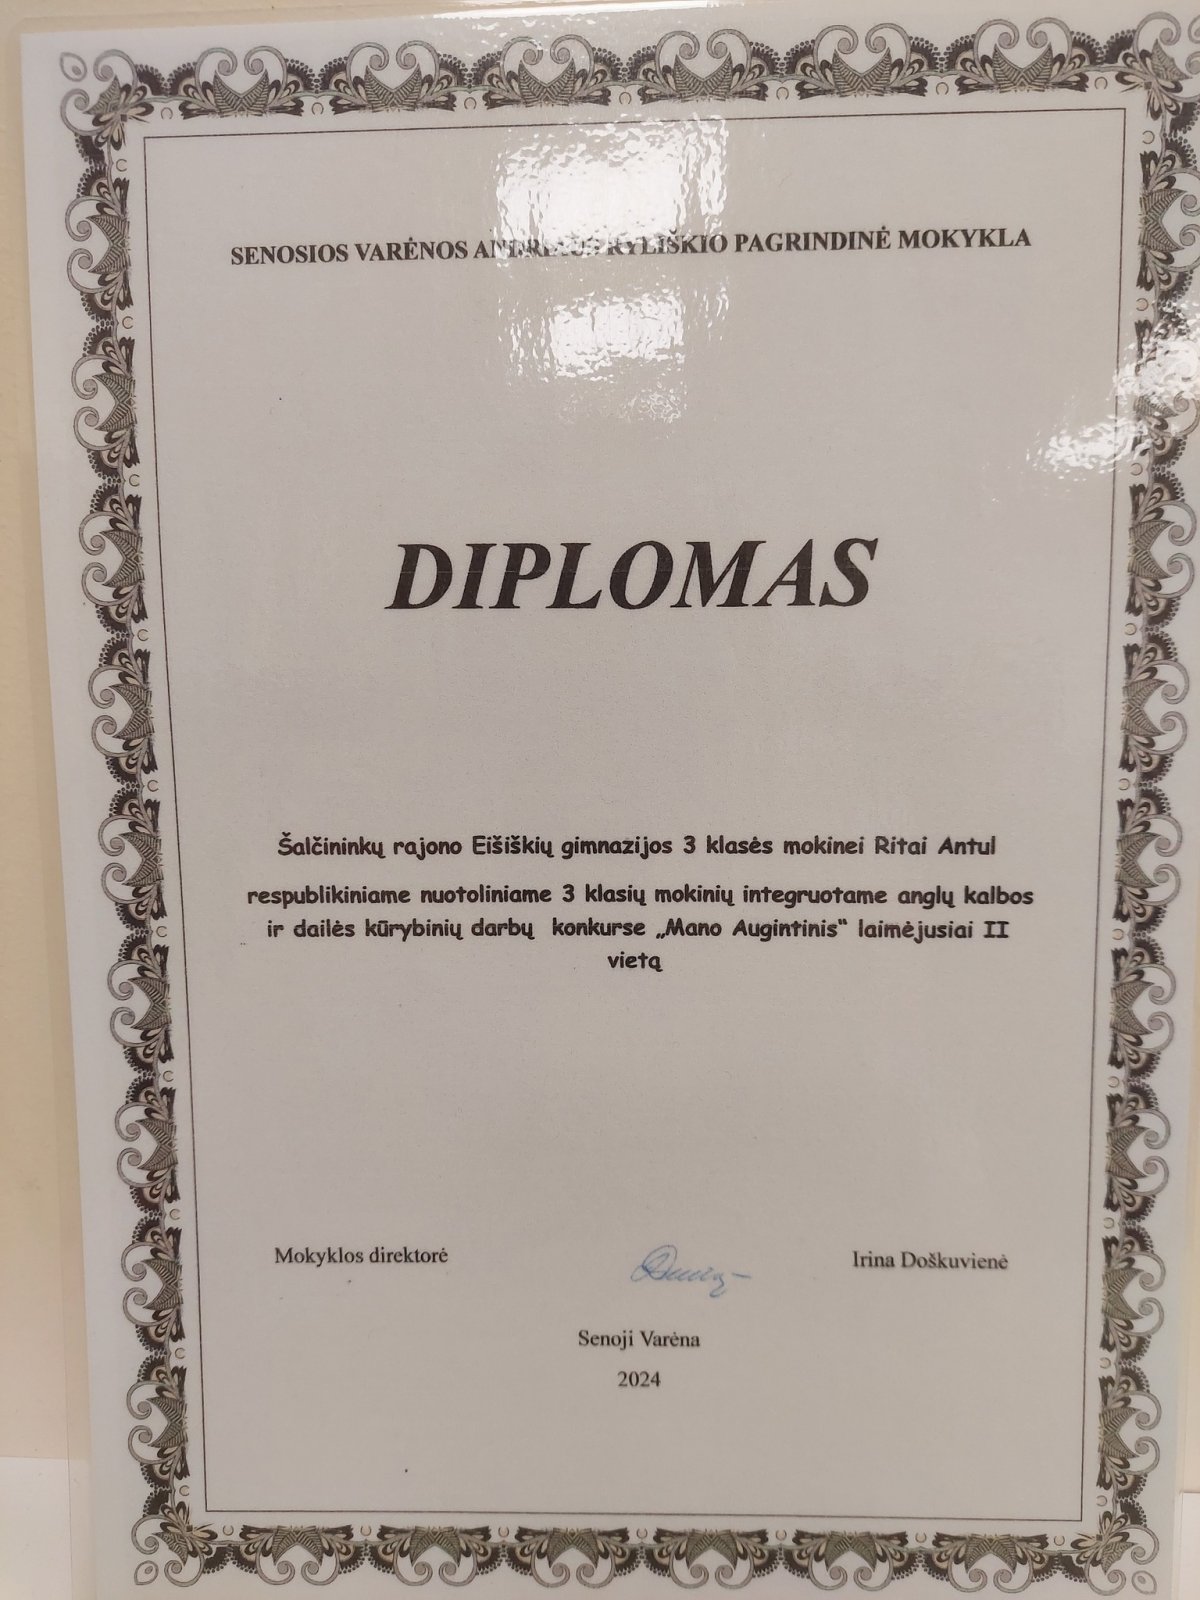 SENOSIOS VARĖNOS ANDRIAUS RYLIŠKIO PAGRINDINĖ MOKYKLA
DIPLOMAS
Šalčininkų rajono Eišiškių gimnazijos 3 klasės mokinei Ritai Antul
respublikiniame nuotoliniame 3 klasių mokinių integruotame anglų kalbos
ir dailės kūrybinių darbų konkurse „Mano Augintinis“ laimėjusiai II
vietą
Mokyklos direktorė Irina Doškuvienė
Senoji Varėna
2024